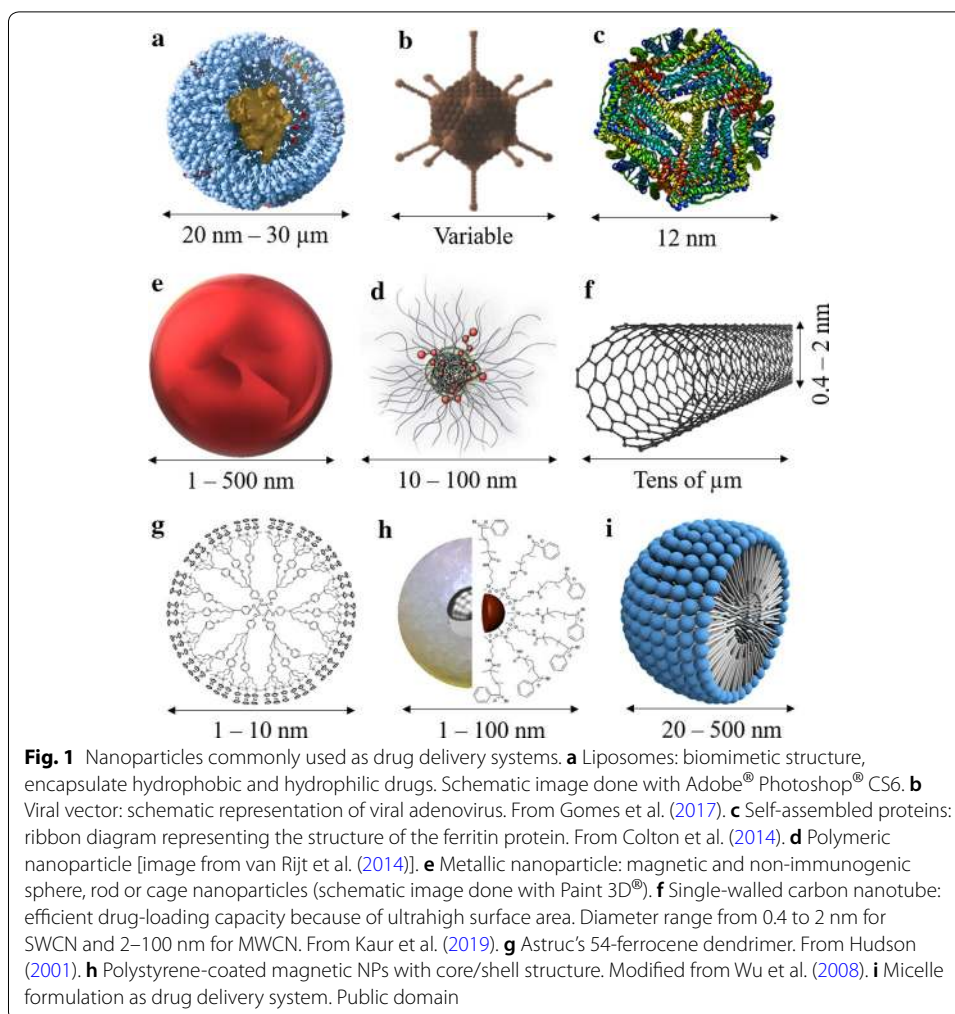 a
b
c
20 nm – 30 µm
Variable
12 nm
e
d
f
0.4 – 2 nm
1 – 500 nm
10 – 100 nm
Tens of µm
g
h
i
1 – 10 nm
1 – 100 nm
20 – 500 nm
Fig. 1 Nanoparticles commonly used as drug delivery systems. a Liposomes: biomimetic structure,
encapsulate hydrophobic and hydrophilic drugs. Schematic image done with Adobe® Photoshop® CS6. b
Viral vector: schematic representation of viral adenovirus. From Gomes et al. (2017). c Self-assembled proteins:
ribbon diagram representing the structure of the ferritin protein. From Colton et al. (2014). d Polymeric
nanoparticle [image from van Rijt et al. (2014)]. e Metallic nanoparticle: magnetic and non-immunogenic
sphere, rod or cage nanoparticles (schematic image done with Paint 3D®). f Single-walled carbon nanotube:
efficient drug-loading capacity because of ultrahigh surface area. Diameter range from 0.4 to 2 nm for
SWCN and 2–100 nm for MWCN. From Kaur et al. (2019). g Astruc's 54-ferrocene dendrimer. From Hudson
(2001). h Polystyrene-coated magnetic NPs with core/shell structure. Modified from Wu et al. (2008). i Micelle
formulation as drug delivery system. Public domain